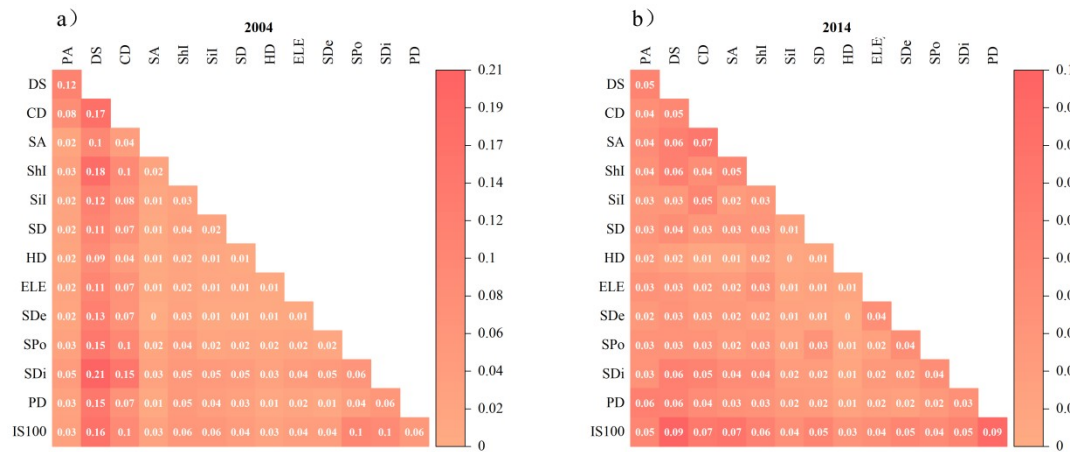 a)
2004
PA DS CD SA ShI SiI SD HD ELE SDe SPo SDi PD
DS 0.12
CD 0.08 0.17
SA 0.02 0.1 0.04
ShI 0.03 0.18 0.1 0.02
SiI 0.02 0.12 0.08 0.01 0.03
SD 0.02 0.11 0.07 0.01 0.04 0.02
HD 0.02 0.09 0.04 0.01 0.02 0.01 0.01
ELE 0.02 0.11 0.07 0.01 0.02 0.01 0.01 0.01
SDe 0.02 0.13 0.07 0 0.03 0.01 0.01 0.01 0.01
SPo 0.03 0.15 0.1 0.02 0.04 0.02 0.02 0.02 0.02 0.02
SDi 0.05 0.21 0.15 0.03 0.05 0.05 0.05 0.03 0.04 0.05 0.06
PD 0.03 0.15 0.07 0.01 0.05 0.04 0.03 0.01 0.02 0.01 0.04 0.06
IS100 0.03 0.16 0.1 0.03 0.06 0.06 0.04 0.03 0.04 0.04 0.1 0.1 0.06
0.21
0.19
0.17
0.14
0.12
0.1
0.08
0.06
0.04
0.02
0
b)
2014
PA DS CD SA ShI SiI SD HD ELE SDe SPo SDi PD
DS 0.05
CD 0.04 0.05
SA 0.04 0.06 0.07
ShI 0.04 0.06 0.04 0.05
SiI 0.03 0.03 0.05 0.02 0.03
SD 0.03 0.04 0.03 0.03 0.03 0.01
HD 0.02 0.02 0.01 0.01 0.02 0 0.01
ELE 0.03 0.03 0.02 0.02 0.03 0.01 0.01 0.01
SDe 0.02 0.03 0.03 0.02 0.02 0.01 0.01 0 0.04
SPo 0.03 0.03 0.03 0.02 0.02 0.01 0.03 0.01 0.02 0.04
SDi 0.03 0.06 0.05 0.04 0.04 0.02 0.02 0.01 0.02 0.02 0.04
PD 0.06 0.06 0.04 0.03 0.03 0.02 0.02 0.01 0.02 0.02 0.02 0.03
IS100 0.05 0.09 0.07 0.07 0.06 0.04 0.05 0.03 0.04 0.05 0.04 0.05 0.09
0